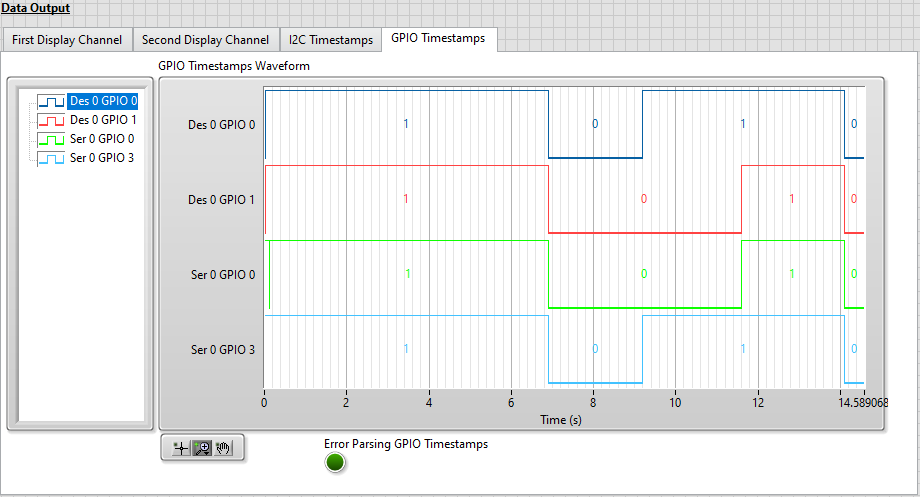 Data Output
First Display Channel Second Display Channel I2C Timestamps GPIO Timestamps
GPIO Timestamps Waveform
Des 0 GPIO 0
Des 0 GPIO 1
Ser 0 GPIO 0
Ser 0 GPIO 3
Des 0 GPIO 0 1 0 1 0
Des 0 GPIO 1 1 0 1 0
Ser 0 GPIO 0 1 0 1 0
Ser 0 GPIO 3 1 0 1 0
0 2 4 6 8 10 12 14.589068
Time (s)
Error Parsing GPIO Timestamps